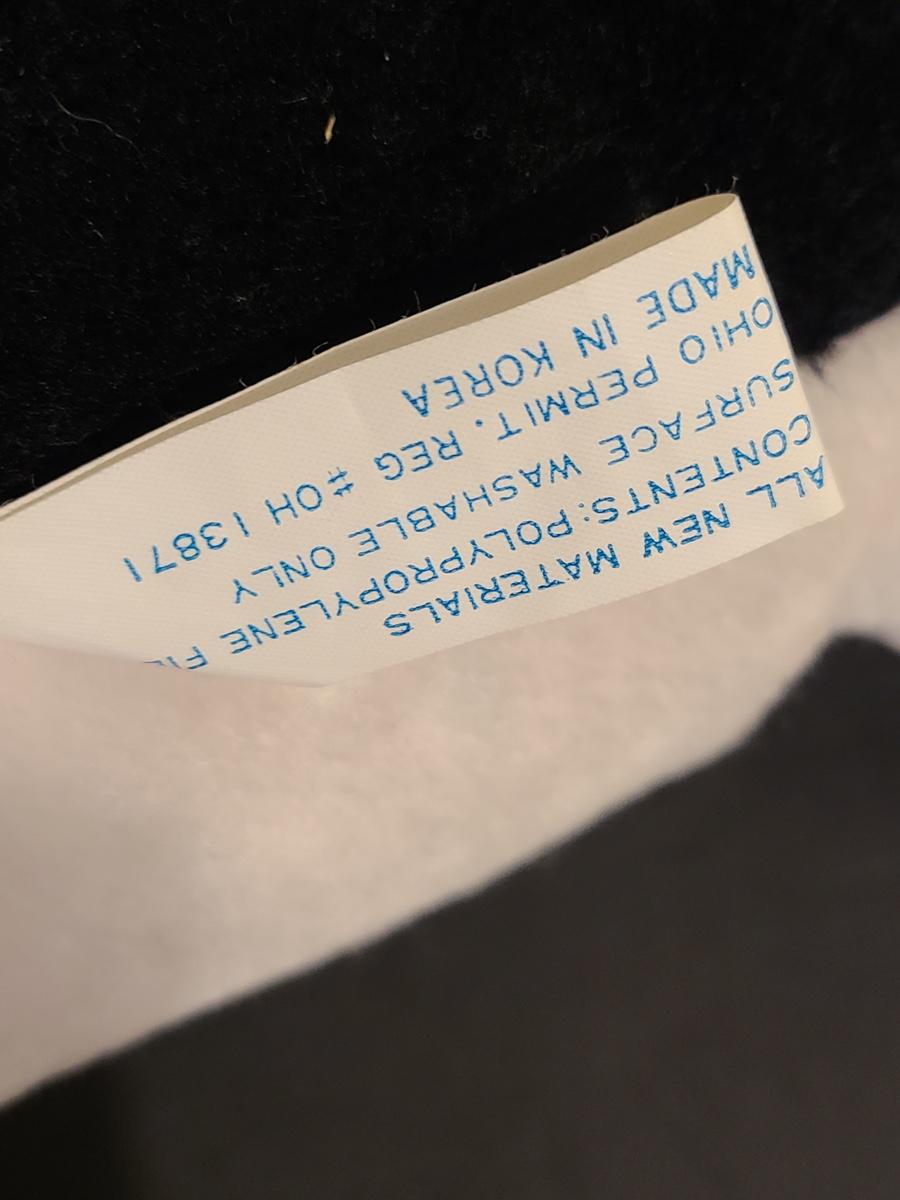 ALL NEW MATERIALS
CONTENTS:POLYPROPYLENE
SURFACE WASHABLE ONLY
OHIO PERMIT. REG #OH 13871
MADE IN KOREA